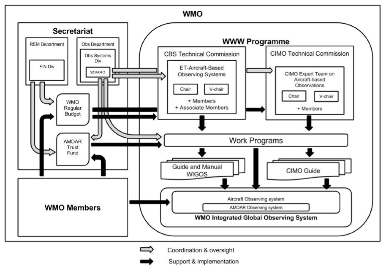 WMO
Secretariat
REM Department
FIN Div
Obs Department
Obs Systems
Div
WMO
Regular
Budget
AMDAR
Trust
Fund
WMO Members
WWW Programme
CBS Technical Commission
ET-Aircraft-Based
Observing Systems
Chair
V-chair
+ Members
+ Associate Members
CIMO Technical Commission
CIMO Expert Team on
Aircraft-based
Observations
Chair
V-chair
+ Members
Work Programs
Guide and Manual
WIGOS
CIMO Guide
Aircraft Observing system
AMDAR Observing system
WMO Integrated Global Observing System
Coordination & oversight
Support & implementation